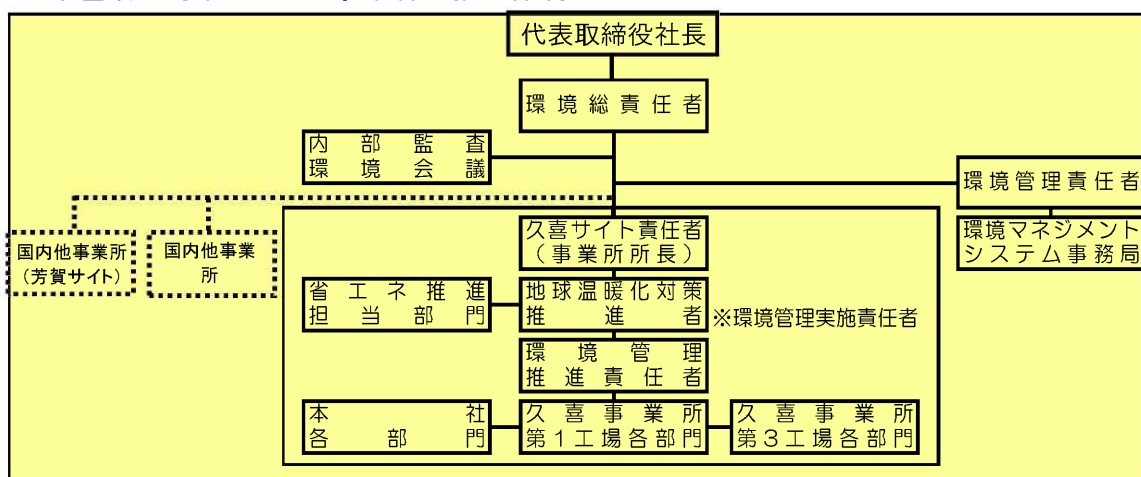 代表取締役社長
環境総責任者
内部監査
環境会議
環境管理責任者
環境マネジメント
システム事務局
国内他事業所
(芳賀サイト)
国内他事業
所
久喜サイト責任者
(事業所所長)
省エネ推進
担当部門
地球温暖化対策
推進者
※環境管理実施責任者
環境管理
推進責任者
本社
各部門
久喜事業所
第1工場各部門
久喜事業所
第3工場各部門